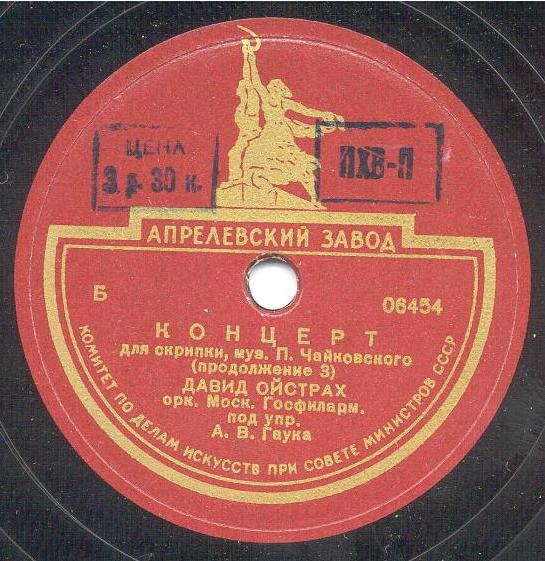 ЦЕНА
3 р. 30 к.
ПХВ-П
АПРЕЛЕВСКИЙ ЗАВОД
Б
06454
КОНЦЕРТ
для скрипки, муз. П. Чайковского
(продолжение 3)
ДАВИД ОЙСТРАХ
орк. Моск. Госфиларм.
под упр.
А. В. Гаука
КОМИТЕТ ПО ДЕЛАМ ИСКУССТВ ПРИ СОВЕТЕ МИНИСТРОВ СССР